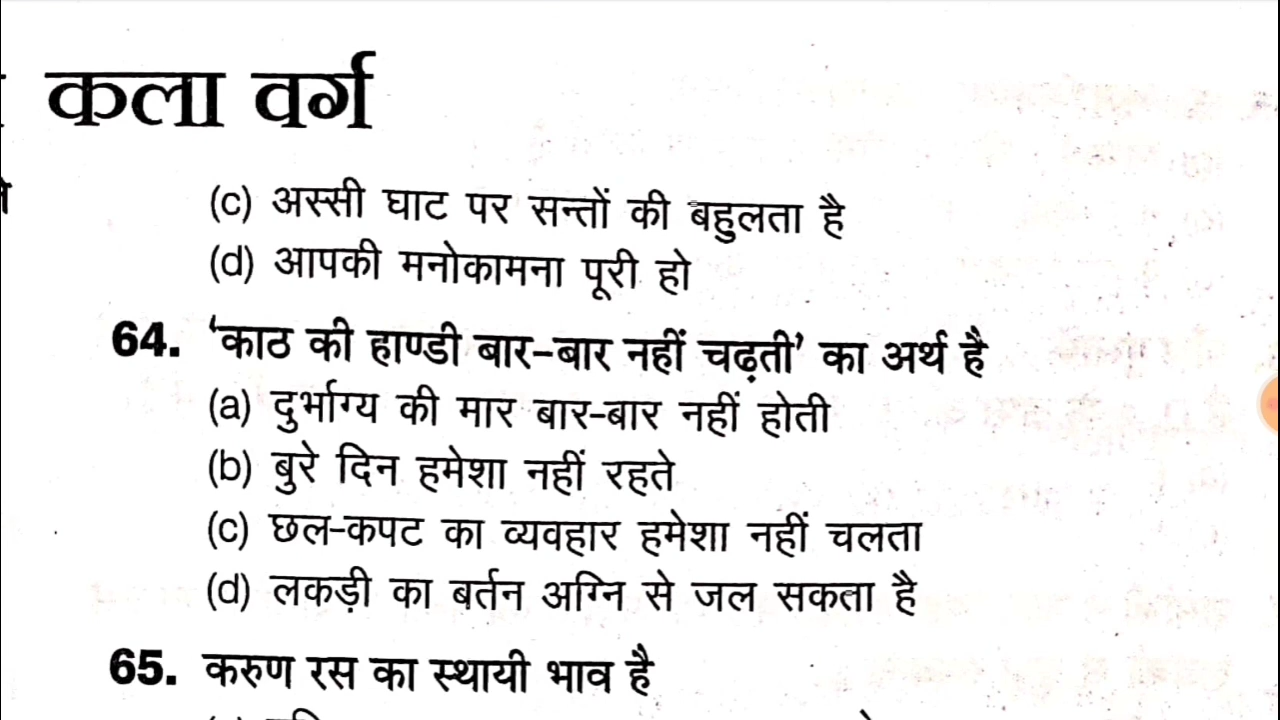 कला वर्ग
(c) अस्सी घाट पर सन्तों की बहुलता है
(d) आपकी मनोकामना पूरी हो
64. 'काठ की हाण्डी बार-बार नहीं चढ़ती' का अर्थ है
(a) दुर्भाग्य की मार बार-बार नहीं होती
(b) बुरे दिन हमेशा नहीं रहते
(c) छल-कपट का व्यवहार हमेशा नहीं चलता
(d) लकड़ी का बर्तन अग्नि से जल सकता है
65. करुण रस का स्थायी भाव है